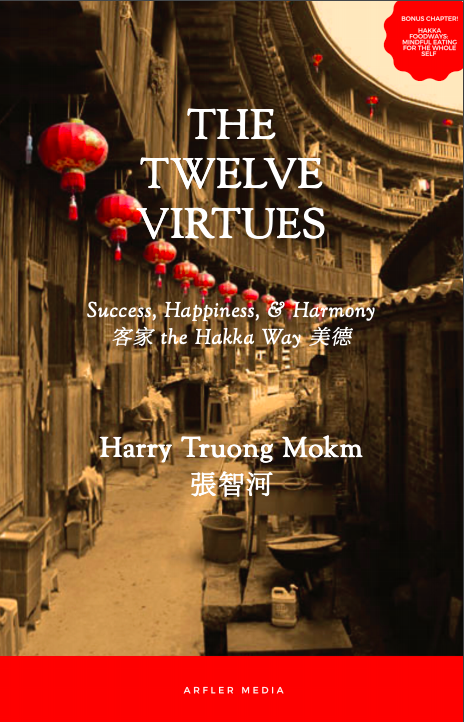 BONUS CHAPTER!
HAKKA
FOODWAYS:
MINDFUL EATING
FOR THE WHOLE
SELF
THE
TWELVE
VIRTUES
Success, Happiness, & Harmony
客家 the Hakka Way 美德
Harry Truong Mokm
張智河
ARFLER MEDIA